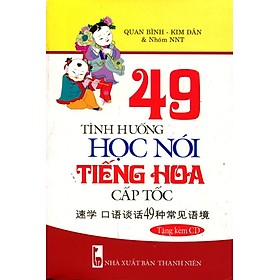 QUAN BÌNH - KIM DÂN
& Nhóm NNT
49
TÌNH HUỐNG
HỌC NÓI
TIẾNG HOA
CẤP TỐC
速学 口语谈话49种常见语境
Tặng kèm CD
NHÀ XUẤT BẢN THANH NIÊN